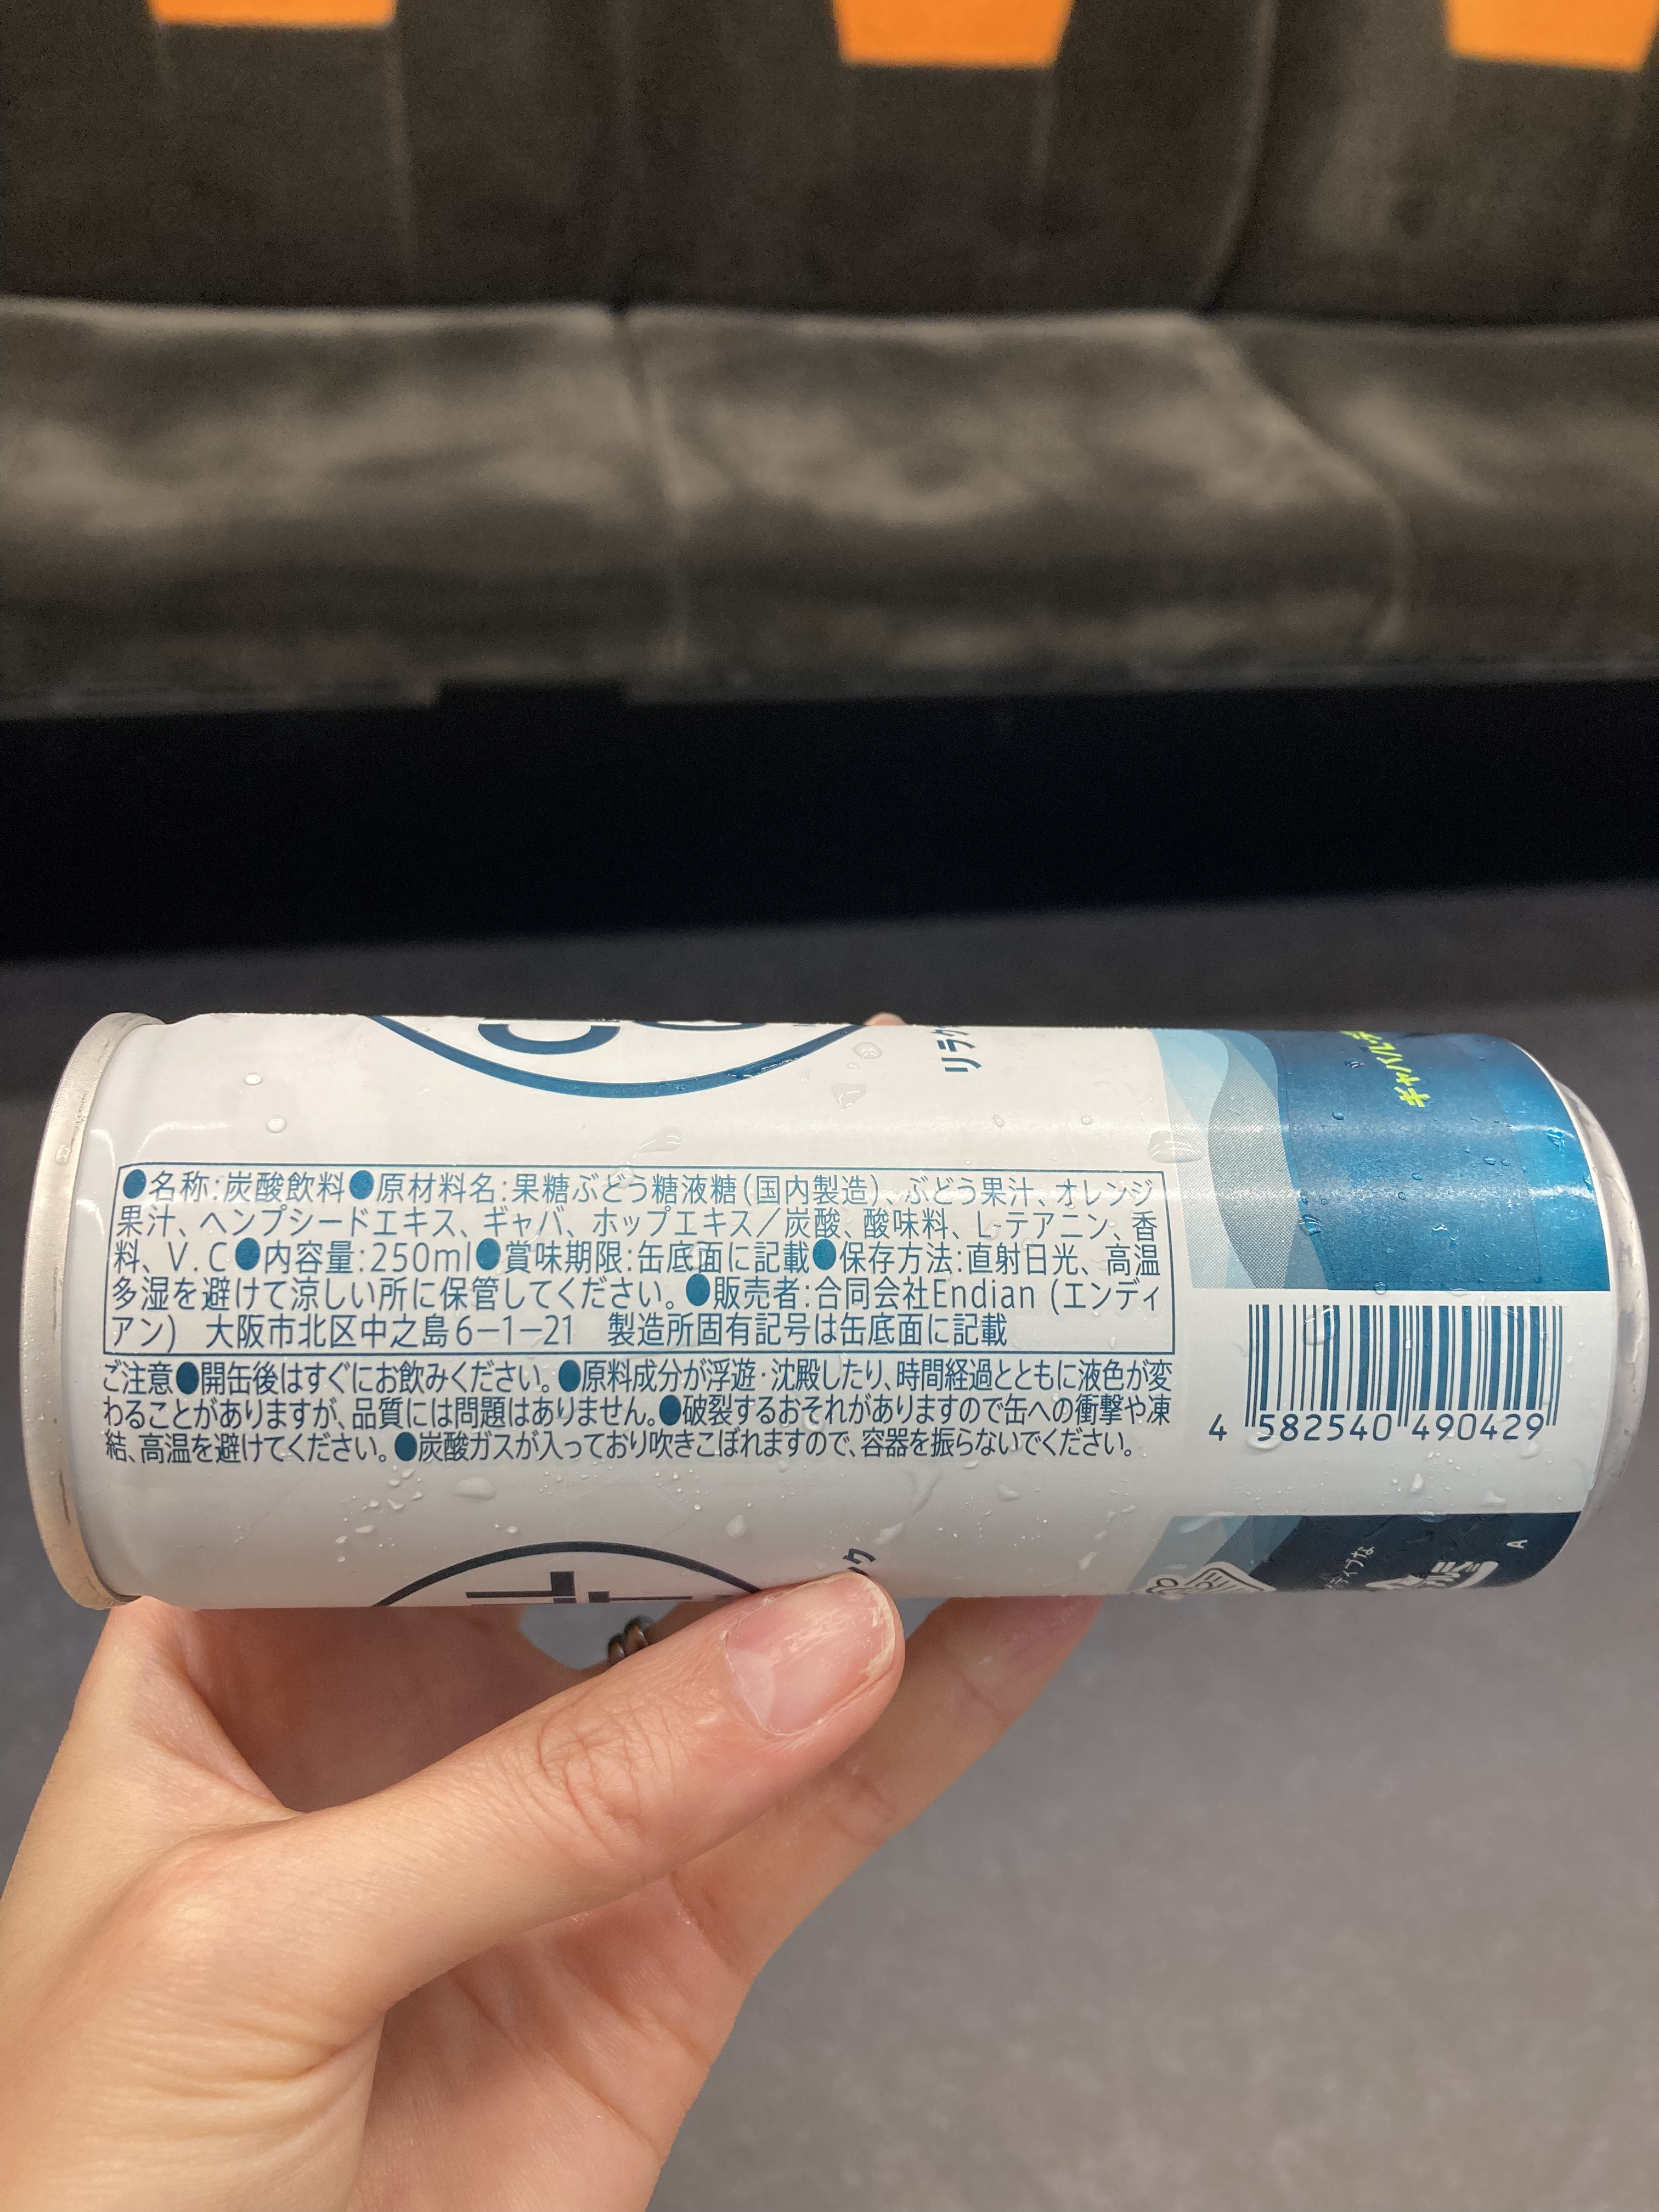 ●名称:炭酸飲料●原材料名:果糖ぶどう糖液糖(国内製造)、ぶどう果汁、オレンジ
果汁、ヘンプシードエキス、ギャバ、ホップエキス/炭酸、酸味料、L-テアニン、香
料、V.C●内容量:250ml●賞味期限:缶底面に記載●保存方法:直射日光、高温
多湿を避けて涼しい所に保管してください。●販売者:合同会社Endian (エンディ
アン) 大阪市北区中之島6-1-21 製造所固有記号は缶底面に記載
ご注意●開缶後はすぐにお飲みください。●原料成分が浮遊・沈殿したり、時間経過とともに液色が変
わることがありますが、品質には問題はありません。●破裂するおそれがありますので缶への衝撃や凍
結、高温を避けてください。●炭酸ガスが入っており吹きこぼれますので、容器を振らないでください。
4 582540 490429
リラク
A